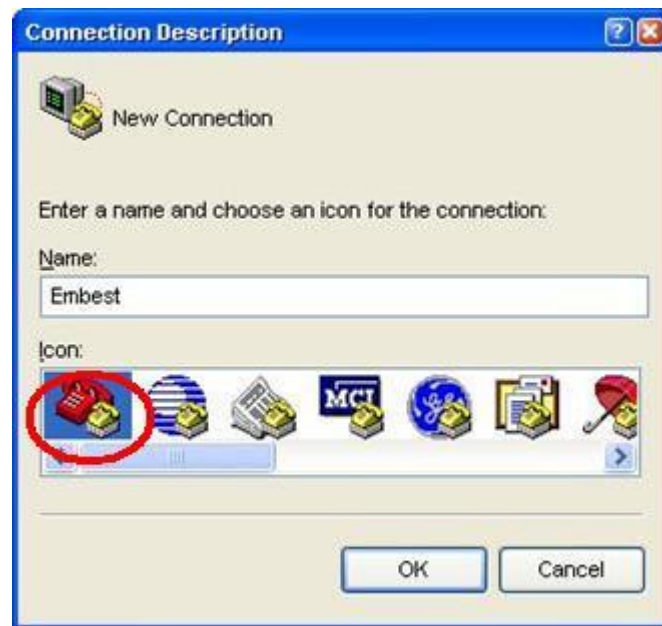 Connection Description
New Connection
Enter a name and choose an icon for the connection:
Name:
Embest
Icon:
MCI
OK
Cancel